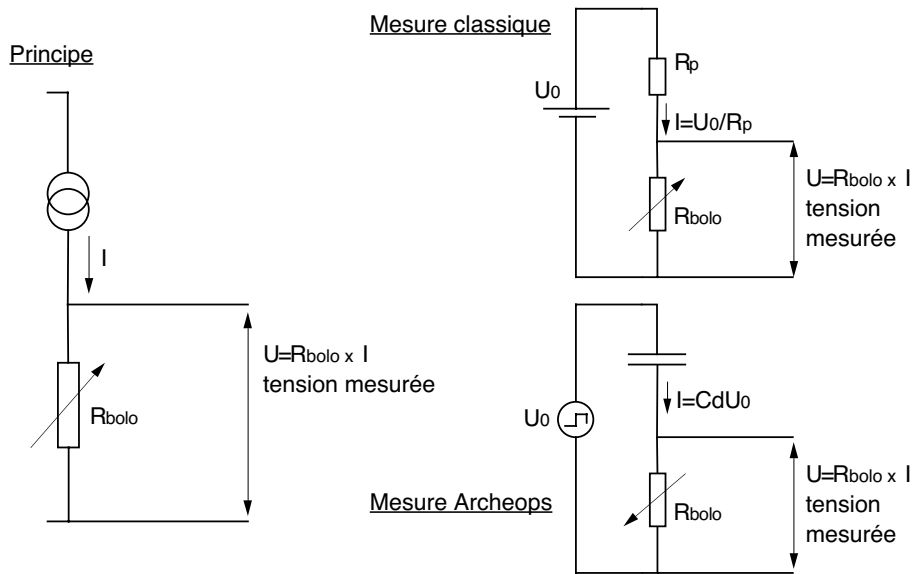 Principe
I
U=Rbolo x I
tension mesurée
Rbolo
Mesure classique
U0
Rp
I=U0/Rp
Rbolo
U=Rbolo x I
tension
mesurée
U0
I=CdU0
Rbolo
U=Rbolo x I
tension
mesurée
Mesure Archeops